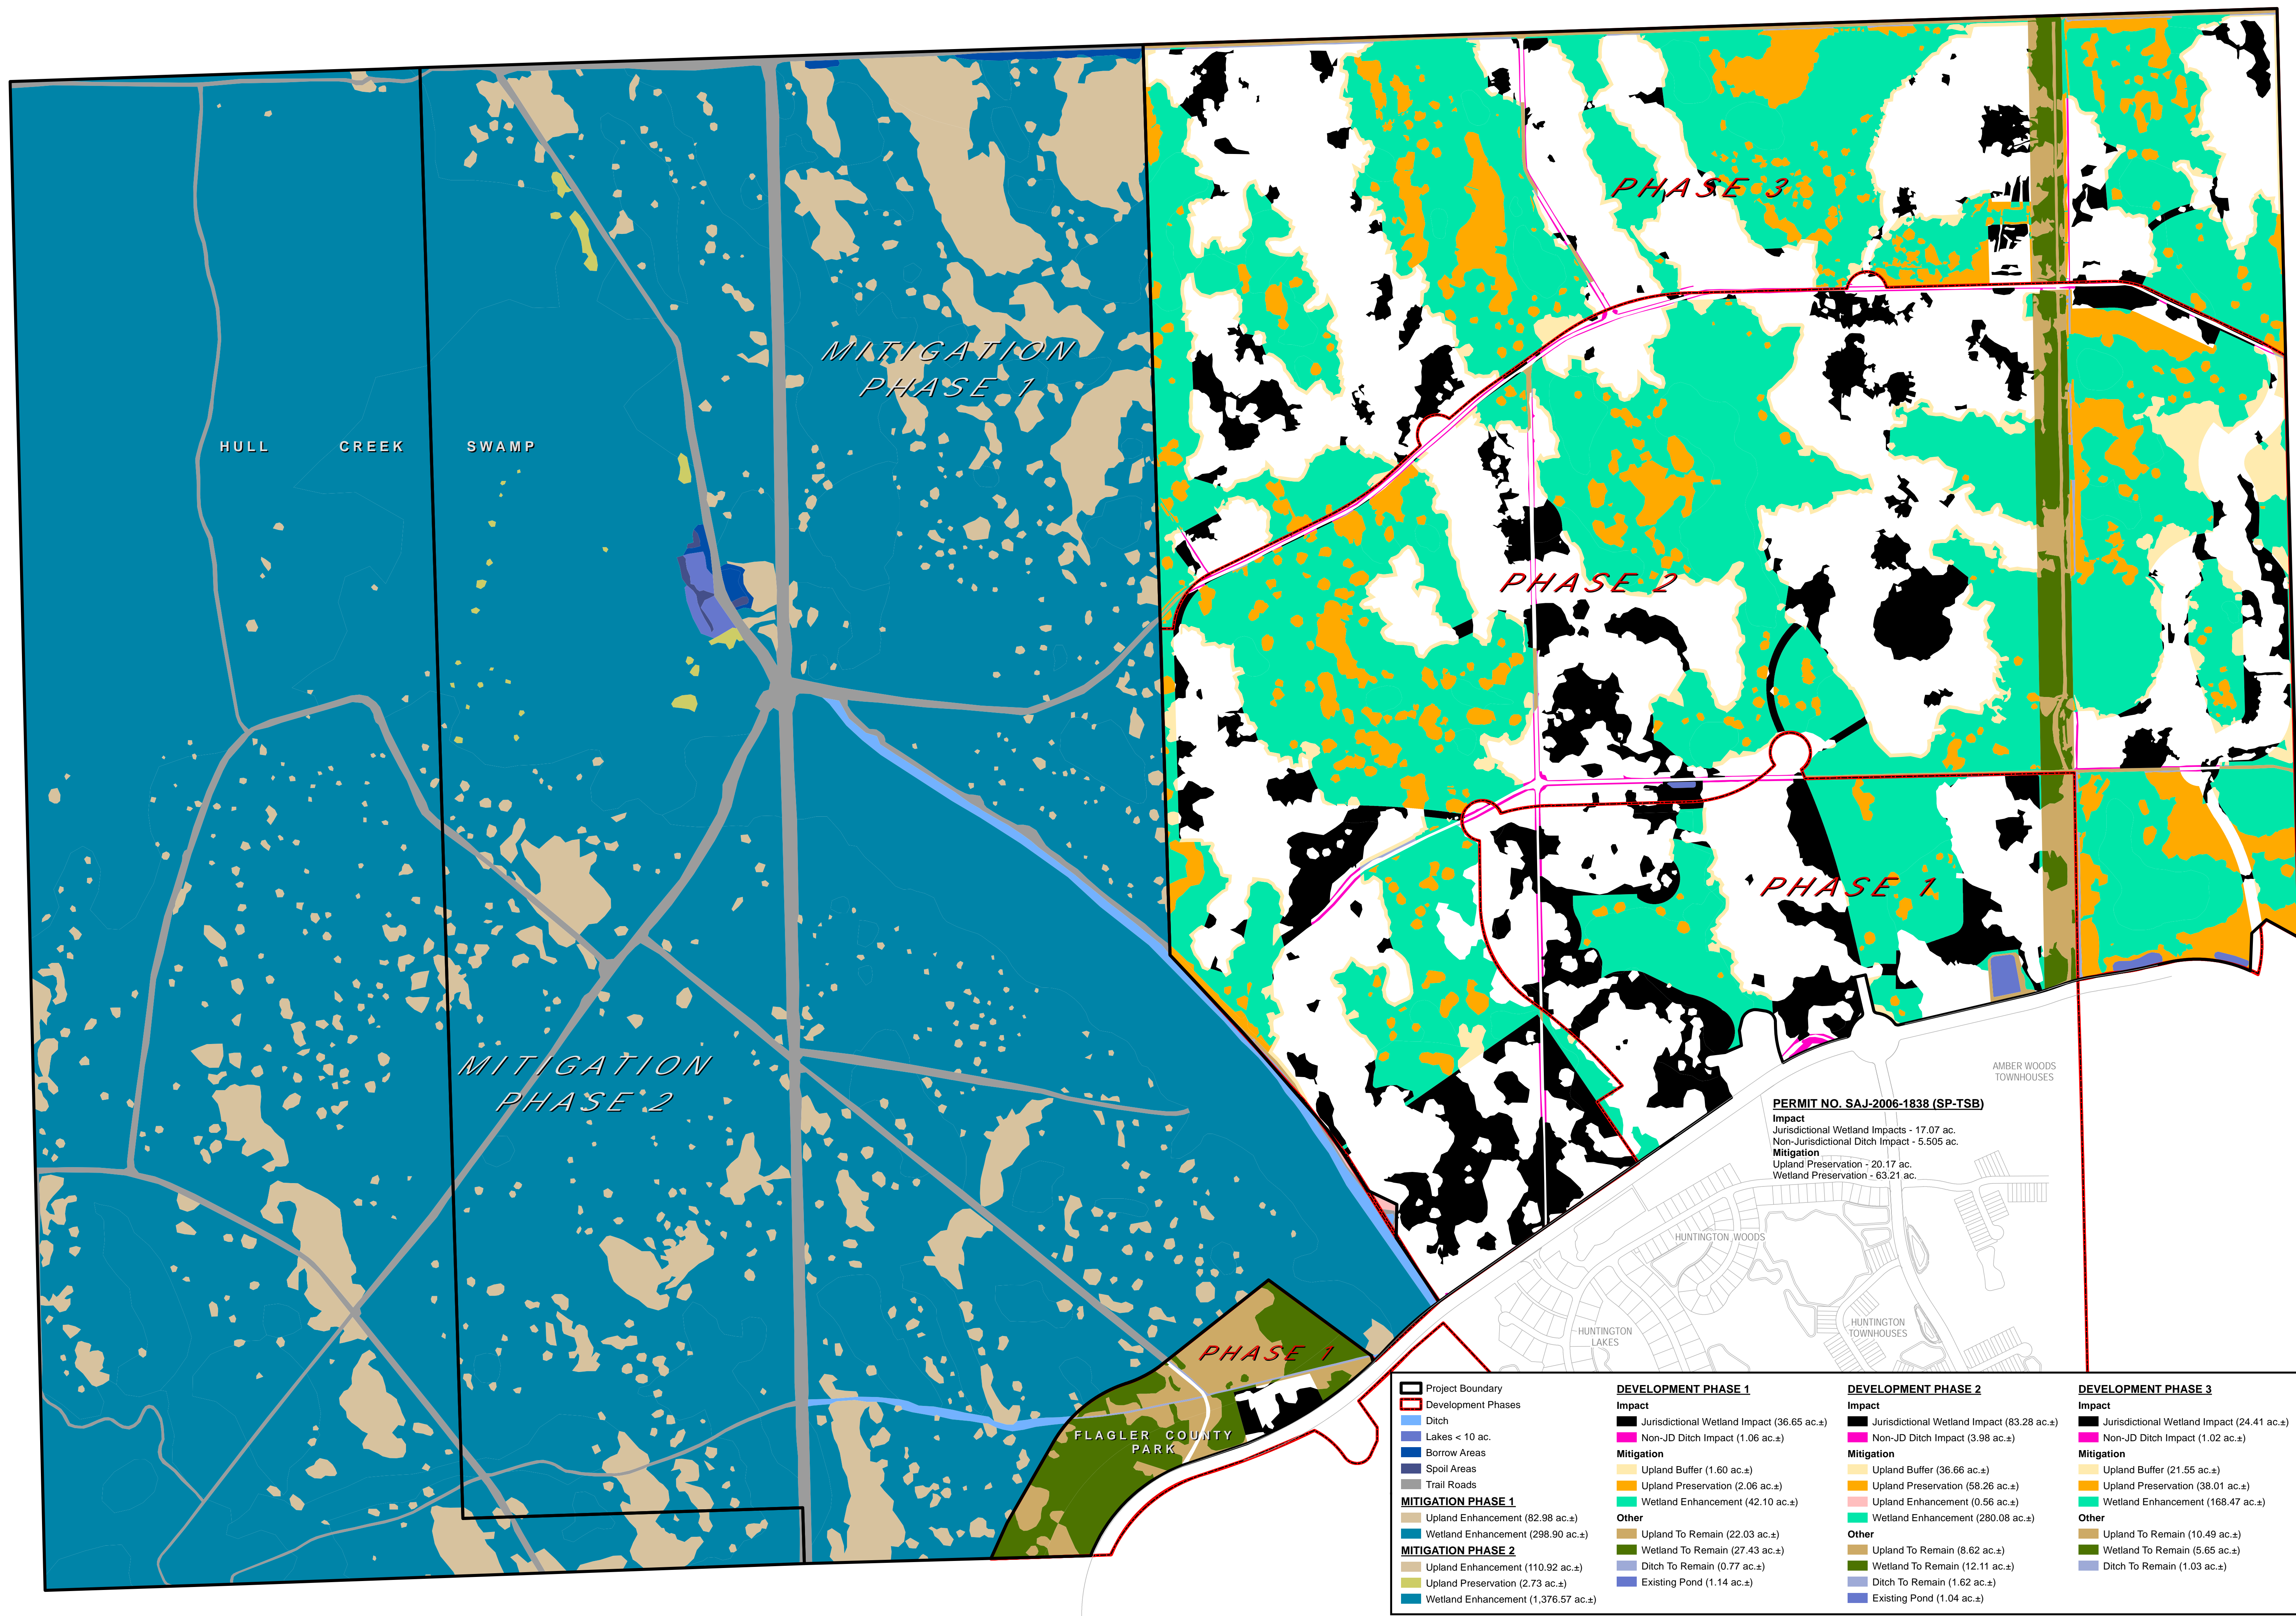 PHASE 3
MITIGATION
PHASE 1
HULL CREEK SWAMP
PHASE 2
PHASE 1
MITIGATION
PHASE 2
AMBER WOODS
TOWNHOUSES
PERMIT NO. SAJ-2006-1838 (SP-TSB)
Impact
Jurisdictional Wetland Impacts - 17.07 ac.
Non-Jurisdictional Ditch Impact - 5.505 ac.
Mitigation
Upland Preservation - 20.17 ac.
Wetland Preservation - 63.21 ac.
HUNTINGTON WOODS
HUNTINGTON
LAKES
HUNTINGTON
TOWNHOUSES
PHASE 1
FLAGLER COUNTY
PARK
Project Boundary
Development Phases
Ditch
Lakes < 10 ac.
Borrow Areas
Spoil Areas
Trail Roads
MITIGATION PHASE 1
Upland Enhancement (82.98 ac.±)
Wetland Enhancement (298.90 ac.±)
MITIGATION PHASE 2
Upland Enhancement (110.92 ac.±)
Upland Preservation (2.73 ac.±)
Wetland Enhancement (1,376.57 ac.±)
DEVELOPMENT PHASE 1
Impact
Jurisdictional Wetland Impact (36.65 ac.±)
Non-JD Ditch Impact (1.06 ac.±)
Mitigation
Upland Buffer (1.60 ac.±)
Upland Preservation (2.06 ac.±)
Wetland Enhancement (42.10 ac.±)
Other
Upland To Remain (22.03 ac.±)
Wetland To Remain (27.43 ac.±)
Ditch To Remain (0.77 ac.±)
Existing Pond (1.14 ac.±)
DEVELOPMENT PHASE 2
Impact
Jurisdictional Wetland Impact (83.28 ac.±)
Non-JD Ditch Impact (3.98 ac.±)
Mitigation
Upland Buffer (36.66 ac.±)
Upland Preservation (58.26 ac.±)
Upland Enhancement (0.56 ac.±)
Wetland Enhancement (280.08 ac.±)
Other
Upland To Remain (8.62 ac.±)
Wetland To Remain (12.11 ac.±)
Ditch To Remain (1.62 ac.±)
Existing Pond (1.04 ac.±)
DEVELOPMENT PHASE 3
Impact
Jurisdictional Wetland Impact (24.41 ac.±)
Non-JD Ditch Impact (1.02 ac.±)
Mitigation
Upland Buffer (21.55 ac.±)
Upland Preservation (38.01 ac.±)
Wetland Enhancement (168.47 ac.±)
Other
Upland To Remain (10.49 ac.±)
Wetland To Remain (5.65 ac.±)
Ditch To Remain (1.03 ac.±)